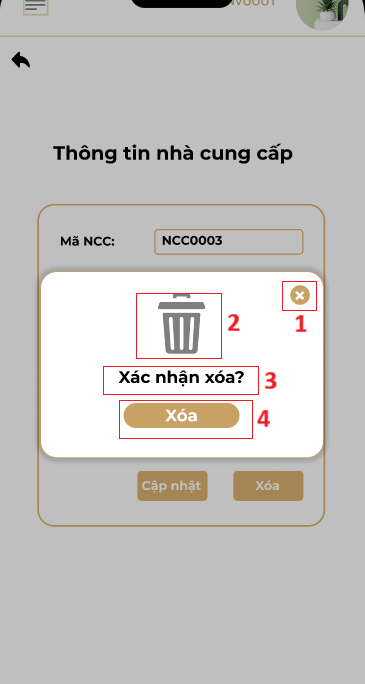 Thông tin nhà cung cấp
Mã NCC: NCC0003
1
2
Xác nhận xóa? 3
Xóa 4
Cập nhật Xóa